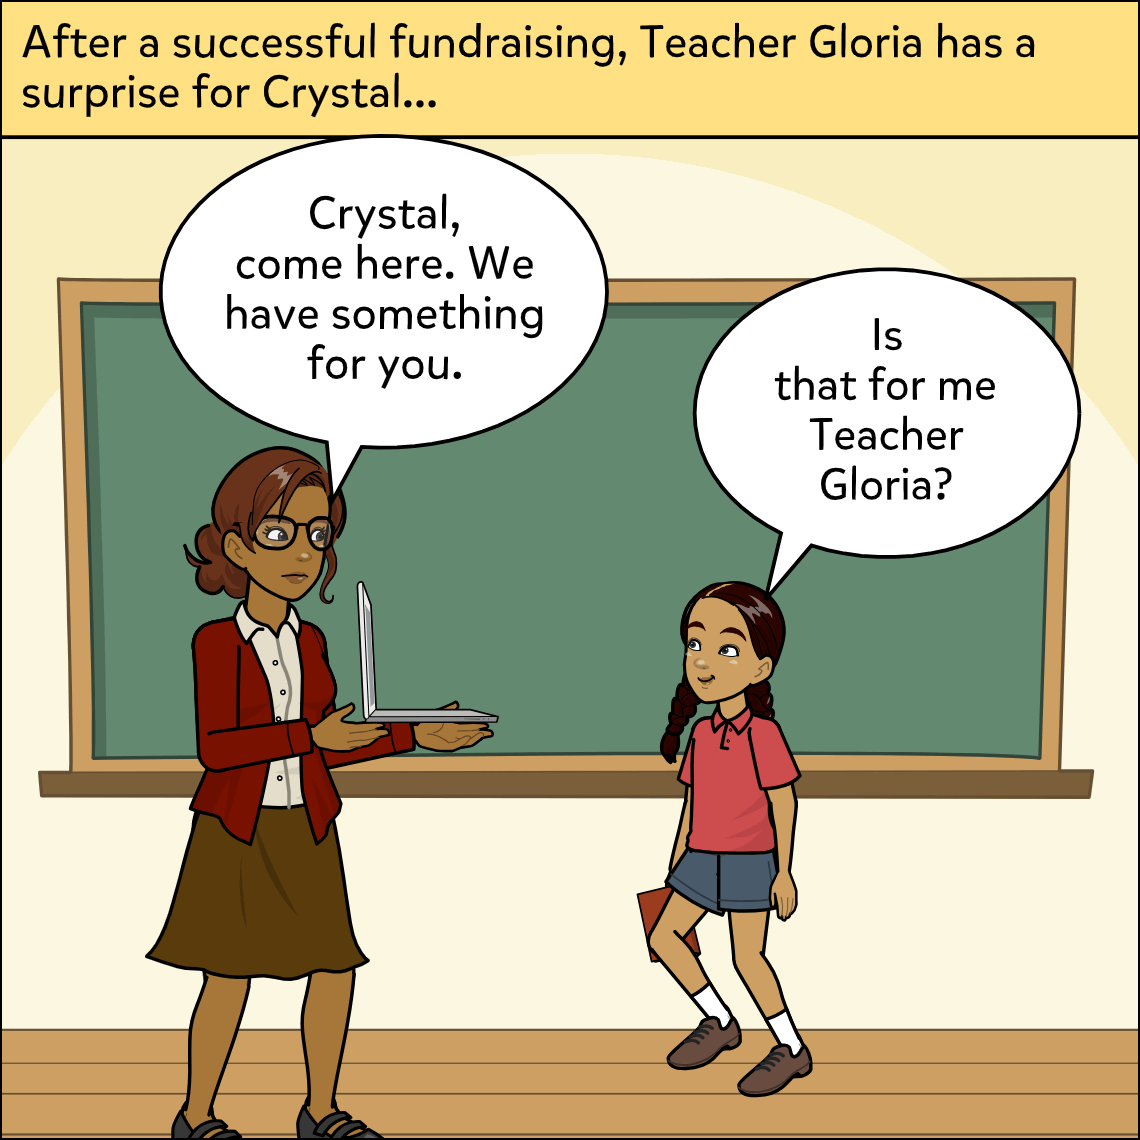 After a successful fundraising, Teacher Gloria has a
surprise for Crystal...
Crystal,
come here. We
have something
for you.
Is
that for me
Teacher
Gloria?